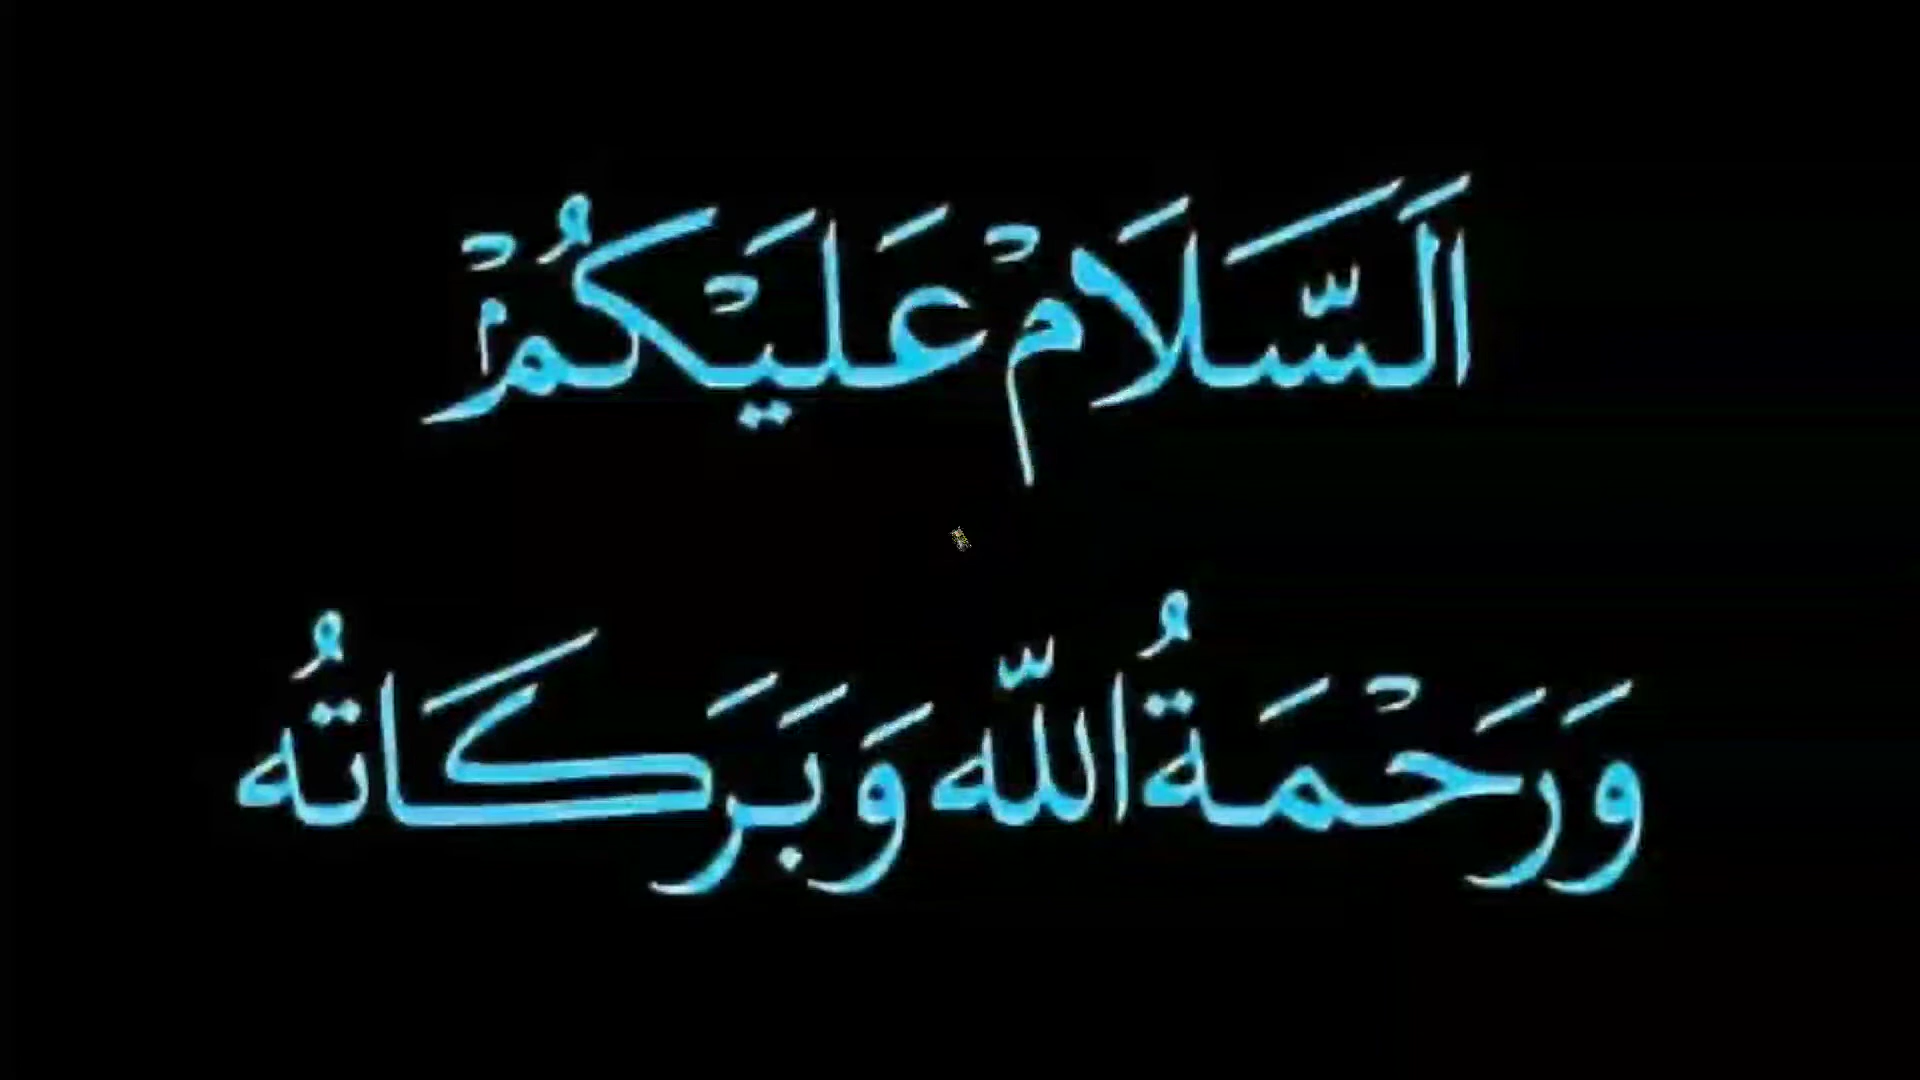 اَلسَّلَامْ عَلَيْكُمْ
وَرَحْمَةُ اللّه وَبَرَكَاتُه